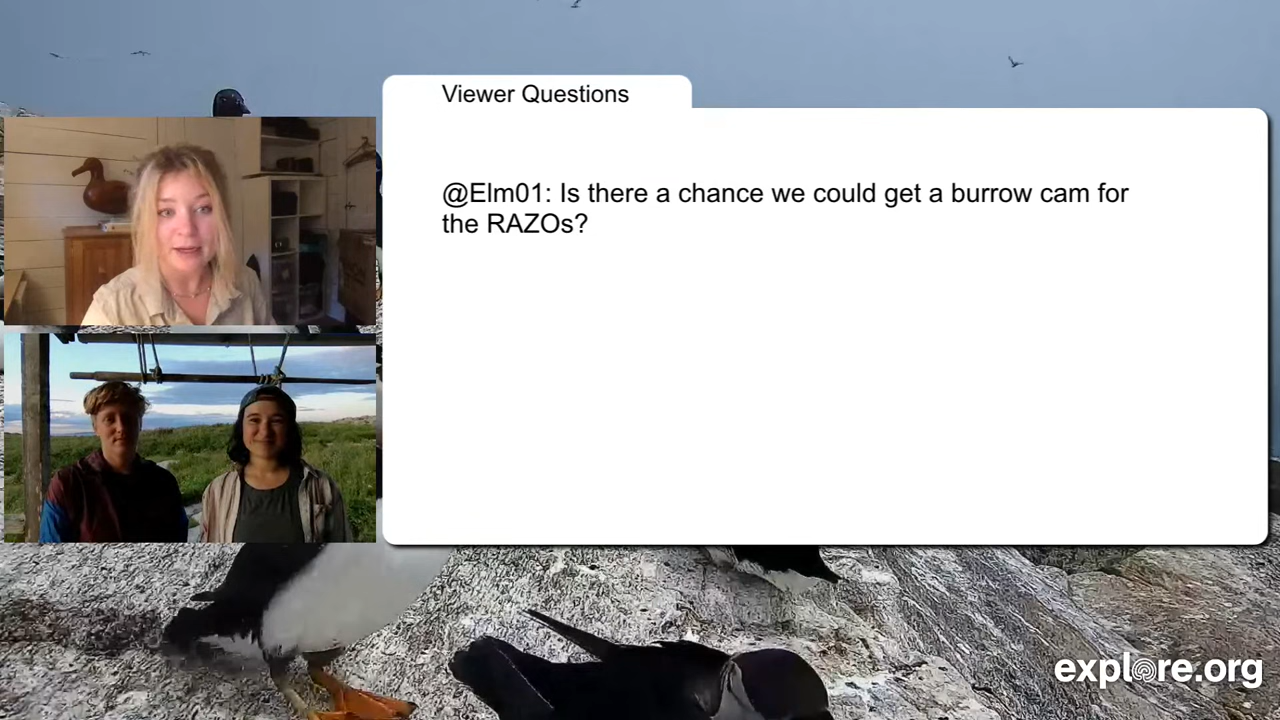 Viewer Questions
@Elm01: Is there a chance we could get a burrow cam for
the RAZOs?
explore.org